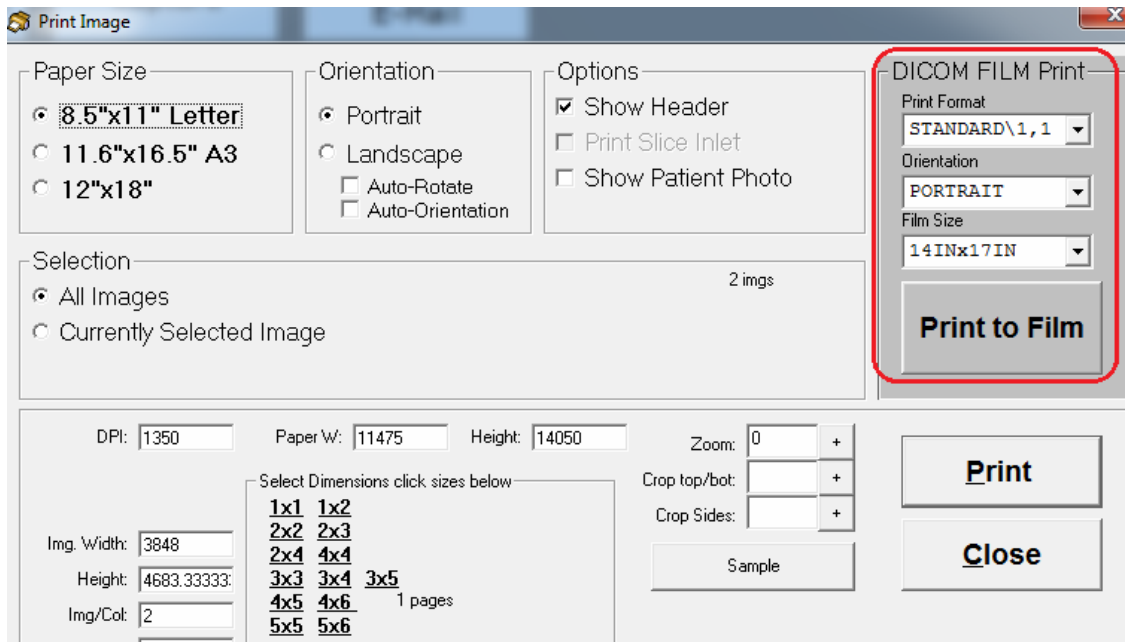 E-Mail
Print Image
Paper Size
8.5"x11" Letter
11.6"x16.5" A3
12"x18"
Orientation
Portrait
Landscape
Auto-Rotate
Auto-Orientation
Options
Show Header
Print Slice Inlet
Show Patient Photo
DICOM FILM Print
Print Format
STANDARD\1,1
Orientation
PORTRAIT
Film Size
14INx17IN
Print to Film
Selection
All Images
Currently Selected Image
2 imgs
DPI: 1350
Paper W: 11475
Height: 14050
Img. Width: 3848
Height: 4683.33333
Img/Col: 2
Select Dimensions click sizes below
1x1 1x2
2x2 2x3
2x4 4x4
3x3 3x4 3x5
4x5 4x6 1 pages
5x5 5x6
Zoom: 0 +
Crop top/bot: +
Crop Sides: +
Sample
Print
Close